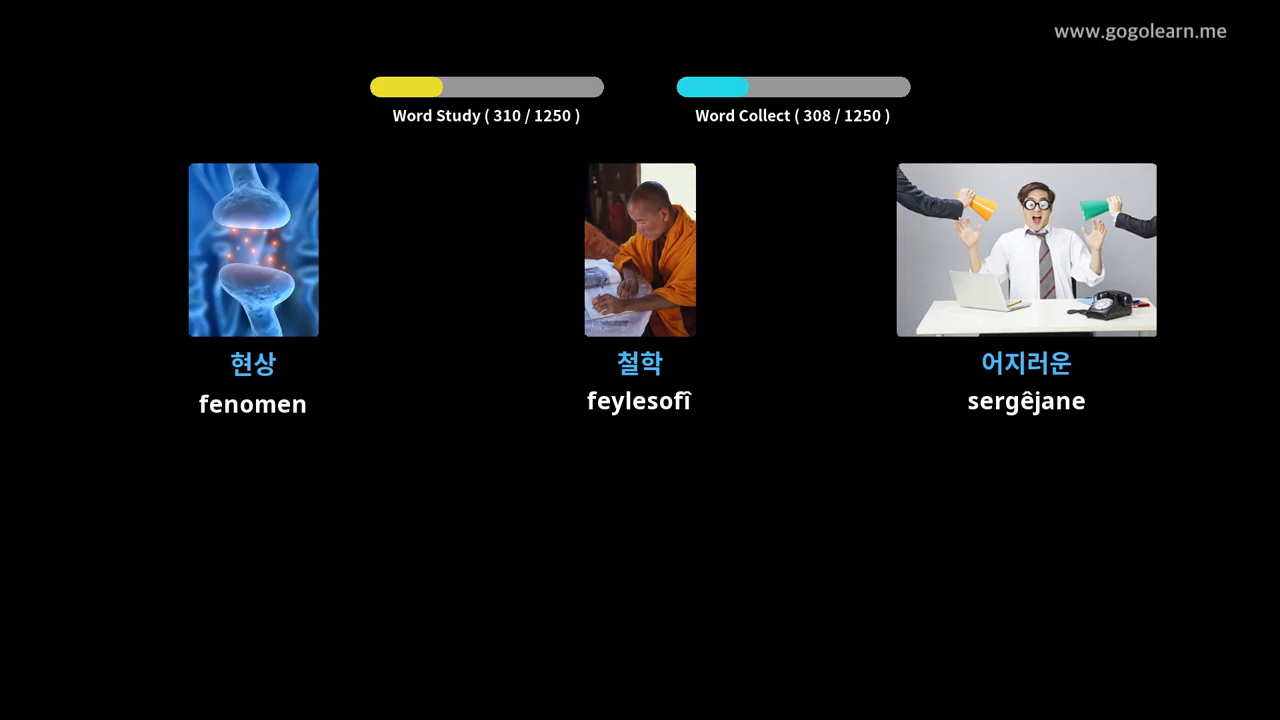 www.gogolearn.me
Word Study ( 310 / 1250 )
Word Collect ( 308 / 1250 )
현상
fenomen
철학
feylesofî
어지러운
sergêjane